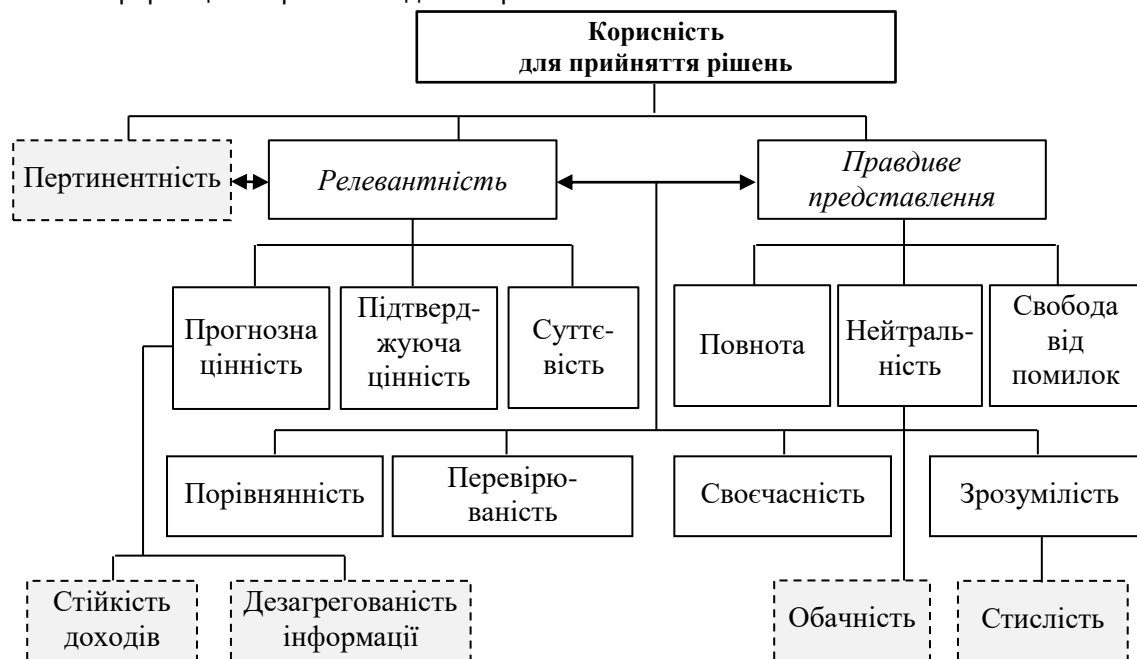 Корисність
для прийняття рішень
Пертинентність
Релевантність
Правдиве
представлення
Прогнозна
цінність
Підтверд-
жуюча
цінність
Суттє-
вість
Повнота
Нейтраль-
ність
Свобода
від
помилок
Порівнянність
Перевірю-
ваність
Своєчасність
Зрозумілість
Стійкість
доходів
Дезагрегованість
інформації
Обачність
Стислість